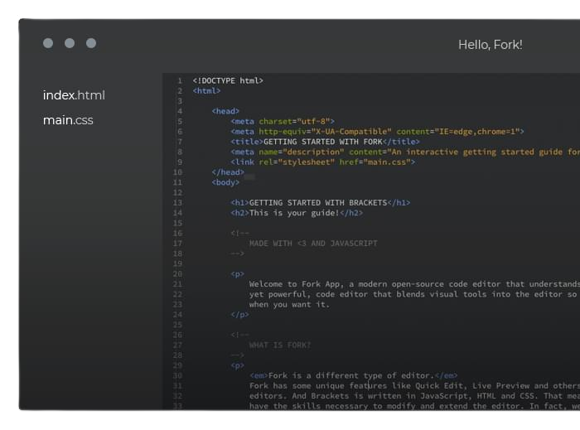 Hello, Fork!
index.html
main.css
1 <!DOCTYPE html>
2 <html>
3
4 <head>
5 <meta charset="utf-8">
6 <meta http-equiv="X-UA-Compatible" content="IE=edge,chrome=1">
7 <title>GETTING STARTED WITH FORK</title>
8 <meta name="description" content="An interactive getting started guide for
9 <link rel="stylesheet" href="main.css">
10 </head>
11 <body>
12
13 <h1>GETTING STARTED WITH BRACKETS</h1>
14 <h2>This is your guide!</h2>
15
16 <!--
17 MADE WITH <3 AND JAVASCRIPT
18 -->
19
20 <p>
21 Welcome to Fork App, a modern open-source code editor that understands
22 yet powerful, code editor that blends visual tools into the editor so
23 when you want it.
24 </p>
25
26 <!--
27 WHAT IS FORK?
28 -->
29 <p>
30 <em>Fork is a different type of editor.</em>
31 Fork has some unique features like Quick Edit, Live Preview and others
32 editors. And Brackets is written in JavaScript, HTML and CSS. That mea
33 have the skills necessary to modify and extend the editor. In fact, we